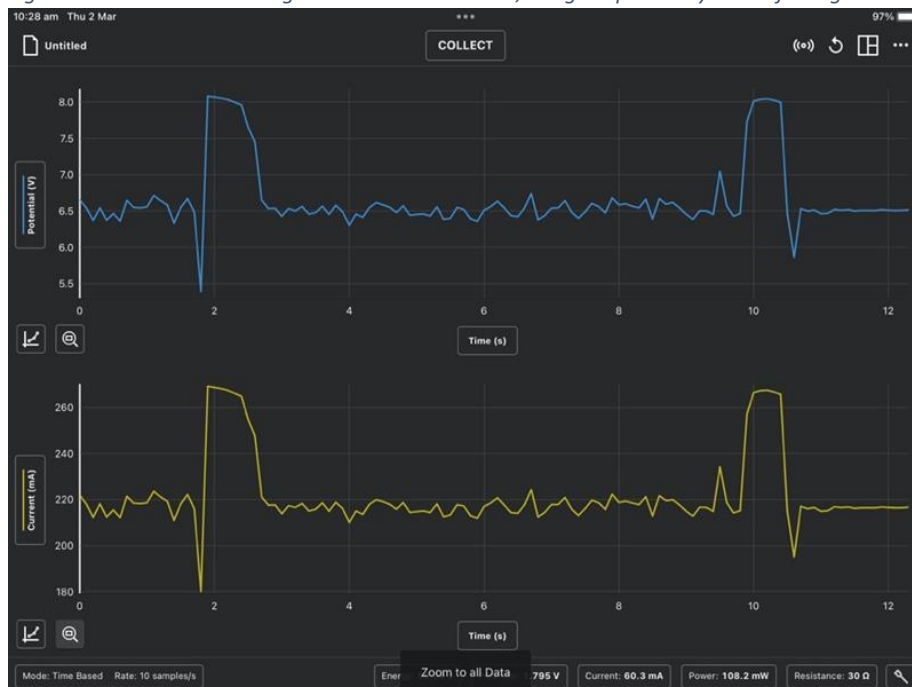 10:28 am Thu 2 Mar
97%
Untitled
COLLECT
Potential (V)
8.0
7.5
7.0
6.5
6.0
5.5
0 2 4 6 8 10 12
Time (s)
Current (mA)
260
240
220
200
180
0 2 4 6 8 10 12
Time (s)
Mode: Time Based Rate: 10 samples/s
Zoom to all Data
.795 V
Current: 60.3 mA
Power: 108.2 mW
Resistance: 30 Ω